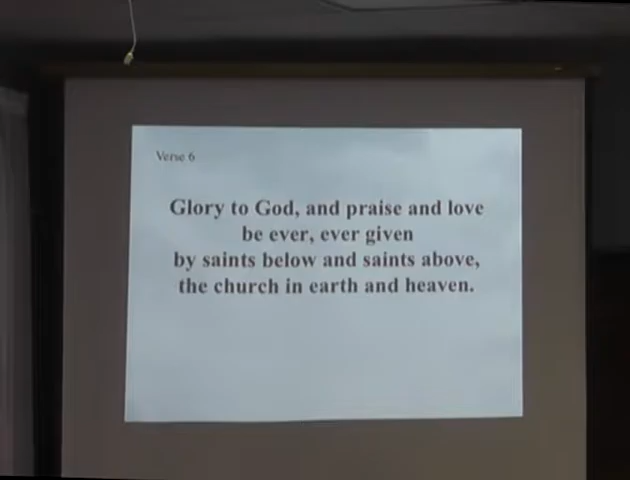 Verse 6
Glory to God, and praise and love
be ever, ever given
by saints below and saints above,
the church in earth and heaven.